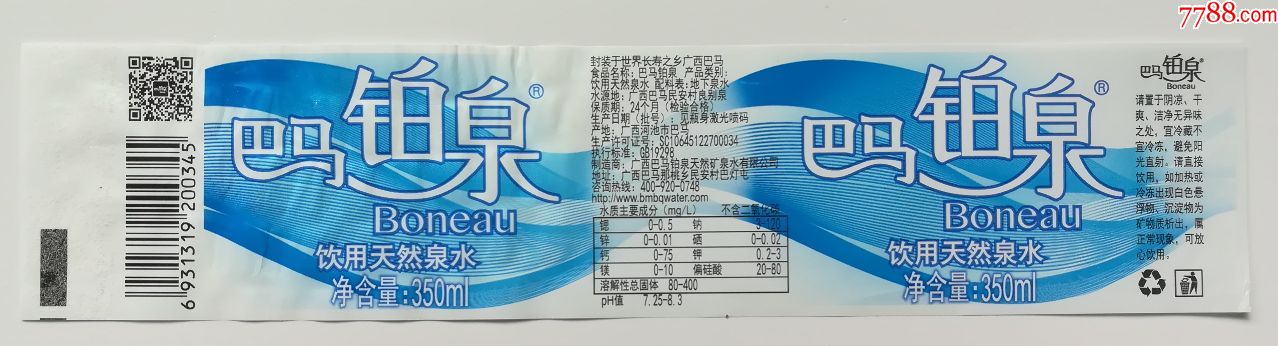 7788.com
6 931319 200345
巴马铂泉®
Boneau
饮用天然泉水
净含量:350ml
封装于世界长寿之乡广西巴马
食品名称: 巴马铂泉 产品类别:
饮用天然泉水 配料表:地下泉水
水源地: 广西巴马民安村良别泉
保质期: 24个月 (检验合格)
生产日期 (批号) : 见瓶身激光喷码
产地: 广西河池市巴马
生产许可证号: SC10645122700034
执行标准: GB19298
制造商: 广西巴马铂泉天然矿泉水有限公司
地址: 广西巴马那桃乡民安村巴灯屯
咨询热线: 400-920-0748
http://www.bmbqwater.com
水质主要成分 (mg/L) 不含二氧化碳
锶 0-0.5 钠 3-120
锌 0-0.01 硒 0-0.02
钙 0-75 钾 0.2-3
镁 0-10 偏硅酸 20-80
溶解性总固体 80-400
pH值 7.25-8.3
巴马铂泉®
Boneau
饮用天然泉水
净含量:350ml
巴马铂泉®
Boneau
请置于阴凉、干
爽、洁净无异味
之处, 宜冷藏不
宜冷冻, 避免阳
光直射。请直接
饮用, 如加热或
冷冻出现白色悬
浮物、沉淀物为
矿物质析出, 属
正常现象, 可放
心饮用。